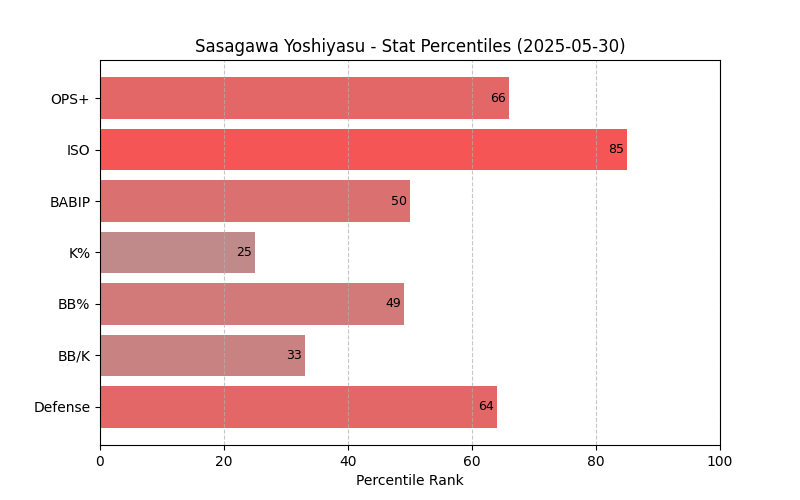 Sasagawa Yoshiyasu - Stat Percentiles (2025-05-30)
OPS+ 66
ISO 85
BABIP 50
K% 25
BB% 49
BB/K 33
Defense 64
0 20 40 60 80 100
Percentile Rank